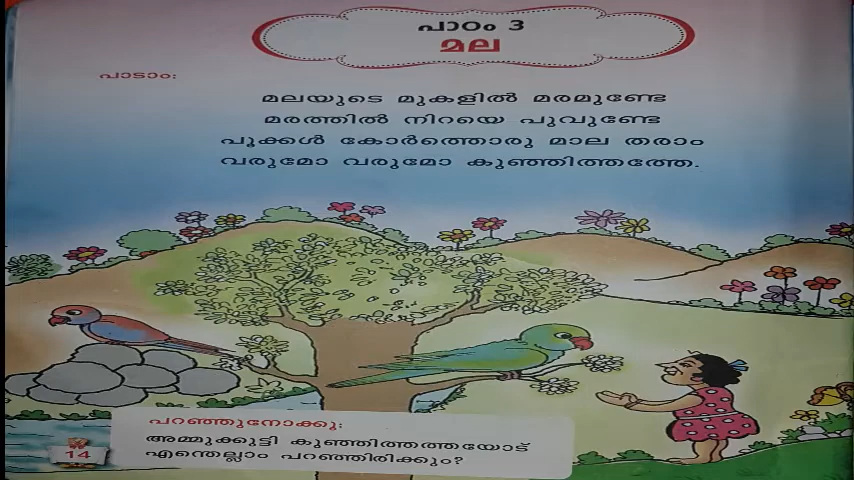 പാഠം 3
മല
പാടാം:
മലയുടെ മുകളിൽ മരമുണ്ടേ
മരത്തിൽ നിറയെ പൂവുണ്ടേ
പൂക്കൾ കോർത്തൊരു മാല തരാം
വരുമോ വരുമോ കുഞ്ഞിത്തത്തേ.
പറഞ്ഞുനോക്കൂ:
അമ്മുക്കുട്ടി കുഞ്ഞിത്തത്തയോട്
എന്തെല്ലാം പറഞ്ഞിരിക്കും?
14